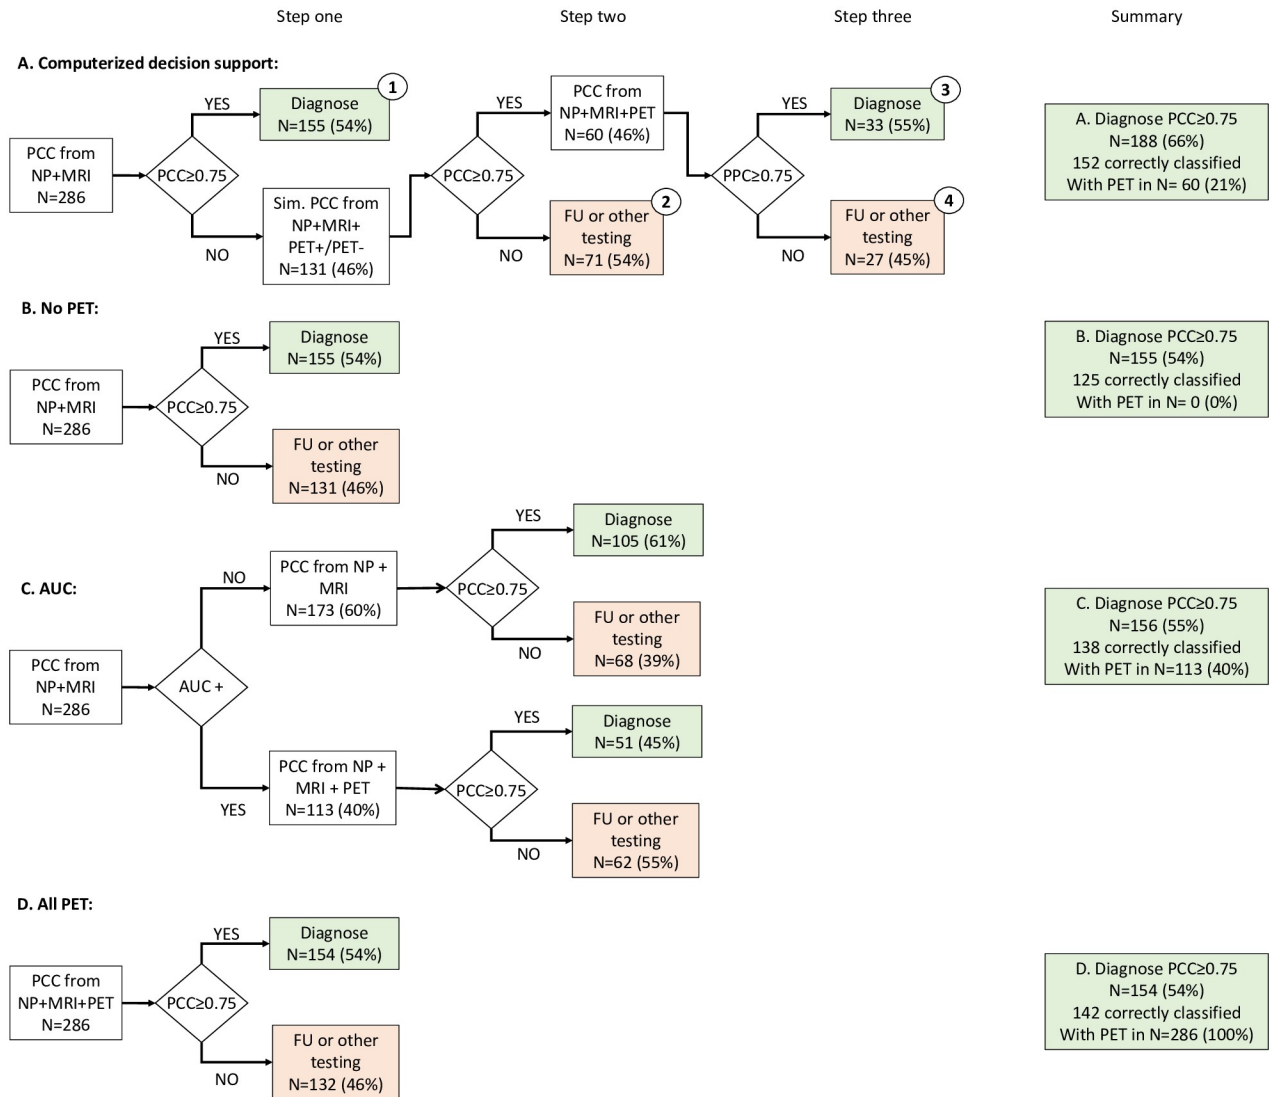 Step one
Step two
Step three
Summary
A. Computerized decision support:
PCC from
NP+MRI
N=286
PCC≥0.75
YES
Diagnose
N=155 (54%)
1
NO
Sim. PCC from
NP+MRI+
PET+/PET-
N=131 (46%)
PCC≥0.75
YES
PCC from
NP+MRI+PET
N=60 (46%)
NO
FU or other
testing
N=71 (54%)
2
PPC≥0.75
YES
Diagnose
N=33 (55%)
3
NO
FU or other
testing
N=27 (45%)
4
A. Diagnose PCC≥0.75
N=188 (66%)
152 correctly classified
With PET in N= 60 (21%)
B. No PET:
PCC from
NP+MRI
N=286
PCC≥0.75
YES
Diagnose
N=155 (54%)
NO
FU or other
testing
N=131 (46%)
B. Diagnose PCC≥0.75
N=155 (54%)
125 correctly classified
With PET in N= 0 (0%)
C. AUC:
PCC from
NP+MRI
N=286
AUC +
NO
PCC from NP +
MRI
N=173 (60%)
PCC≥0.75
YES
Diagnose
N=105 (61%)
NO
FU or other
testing
N=68 (39%)
YES
PCC from NP +
MRI + PET
N=113 (40%)
PCC≥0.75
YES
Diagnose
N=51 (45%)
NO
FU or other
testing
N=62 (55%)
C. Diagnose PCC≥0.75
N=156 (55%)
138 correctly classified
With PET in N=113 (40%)
D. All PET:
PCC from
NP+MRI+PET
N=286
PCC≥0.75
YES
Diagnose
N=154 (54%)
NO
FU or other
testing
N=132 (46%)
D. Diagnose PCC≥0.75
N=154 (54%)
142 correctly classified
With PET in N=286 (100%)